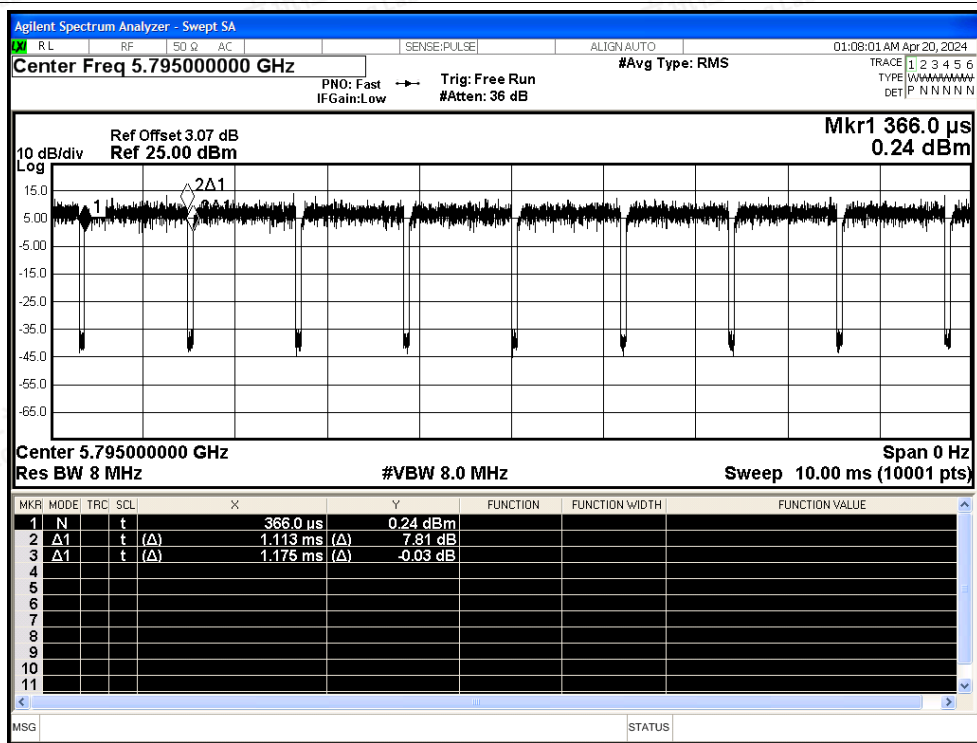 Agilent Spectrum Analyzer - Swept SA
LXI RL RF 50 Ω AC SENSE:PULSE ALIGN AUTO 01:08:01 AM Apr 20, 2024
Center Freq 5.795000000 GHz #Avg Type: RMS TRACE 1 2 3 4 5 6
PNO: Fast Trig: Free Run TYPE WWWWWW
IFGain:Low #Atten: 36 dB DET P N N N N N
Mkr1 366.0 µs
Ref Offset 3.07 dB
10 dB/div Ref 25.00 dBm 0.24 dBm
Log
15.0
2Δ1
1
5.00
-5.00
-15.0
-25.0
-35.0
-45.0
-55.0
-65.0
Center 5.795000000 GHz Span 0 Hz
Res BW 8 MHz #VBW 8.0 MHz Sweep 10.00 ms (10001 pts)
MKR MODE TRC SCL X Y FUNCTION FUNCTION WIDTH FUNCTION VALUE
1 N t 366.0 µs 0.24 dBm
2 Δ1 t (Δ) 1.113 ms (Δ) 7.81 dB
3 Δ1 t (Δ) 1.175 ms (Δ) -0.03 dB
4
5
6
7
8
9
10
11
MSG STATUS